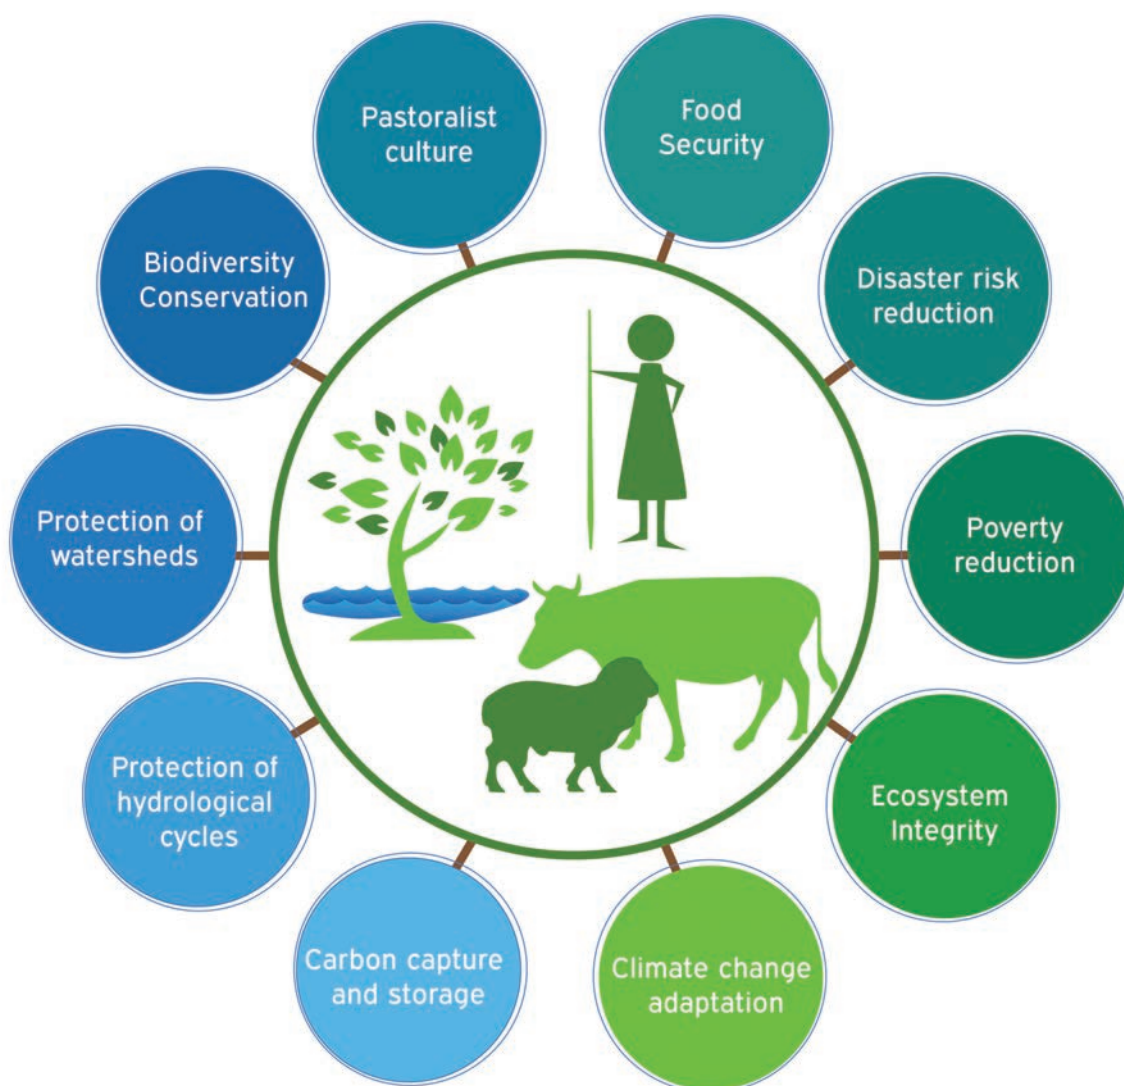 Pastoralist
culture
Food
Security
Disaster risk
reduction
Poverty
reduction
Ecosystem
Integrity
Climate change
adaptation
Carbon capture
and storage
Protection of
hydrological
cycles
Protection of
watersheds
Biodiversity
Conservation